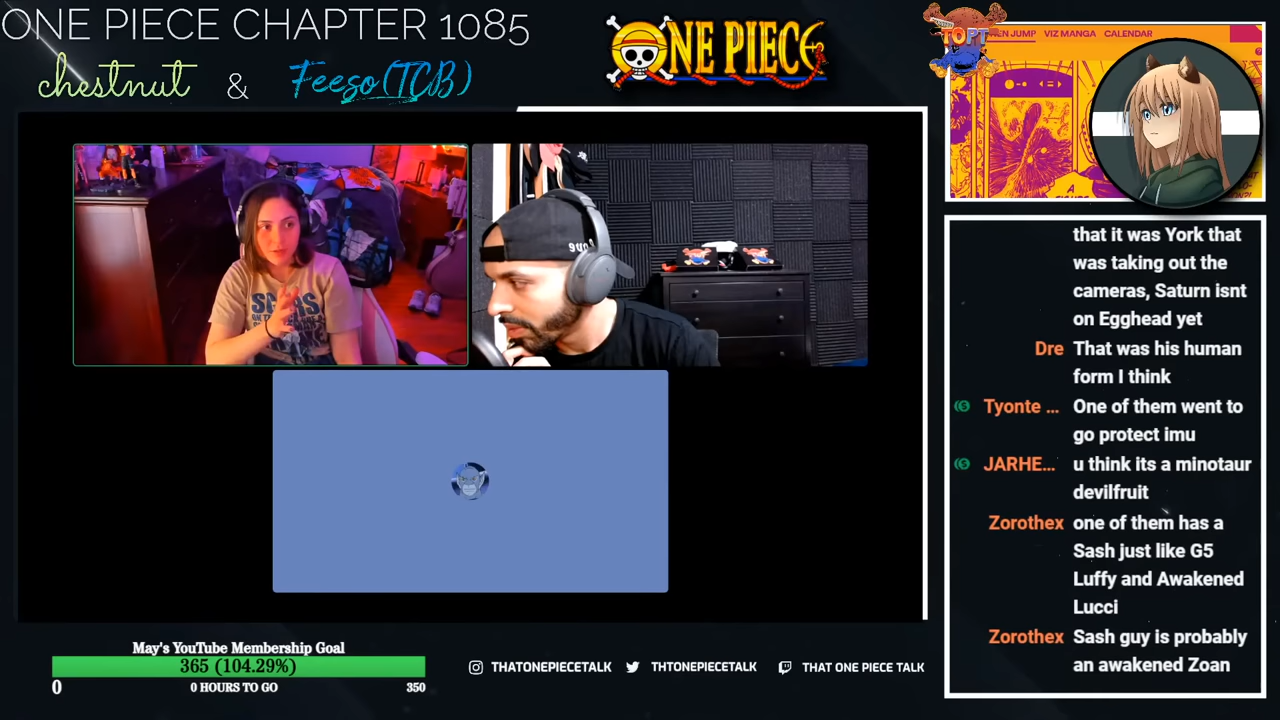 ONE PIECE CHAPTER 1085
chestnut & Feeso(TCB)
ONE PIECE
TOPT
EN JUMP VIZ MANGA CALENDAR
that it was York that
was taking out the
cameras, Saturn isnt
on Egghead yet
Dre That was his human
form I think
Tyonte ... One of them went to
go protect imu
JARHE... u think its a minotaur
devilfruit
Zorothex one of them has a
Sash just like G5
Luffy and Awakened
Lucci
Zorothex Sash guy is probably
an awakened Zoan
May's YouTube Membership Goal
365 (104.29%)
0 0 HOURS TO GO 350
THATONEPIECETALK THTONEPIECETALK THAT ONE PIECE TALK